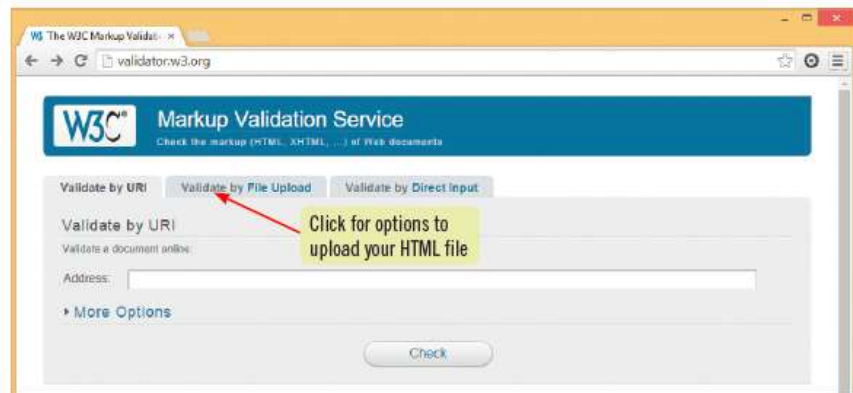 The W3C Markup Validat
validator.w3.org
W3C®
Markup Validation Service
Check the markup (HTML, XHTML, ...) of Web documents
Validate by URI
Validate by File Upload
Validate by Direct Input
Validate by URI
Validate a document online:
Click for options to
upload your HTML file
Address:
More Options
Check